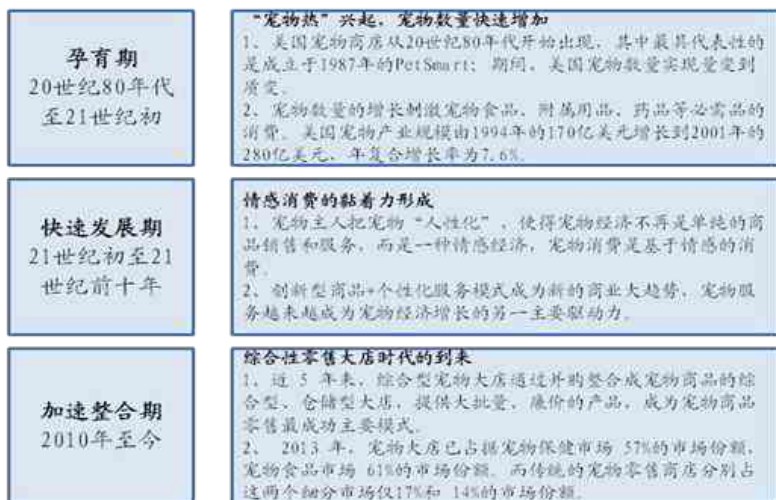 孕育期
20世纪80年代
至21世纪初
“宠物热”兴起，宠物数量快速增加
1、美国宠物商店从20世纪80年代开始出现，其中最具代表性的
是成立于1987年的PetSmart；期间，美国宠物数量实现量变到
质变。
2、宠物数量的增长刺激宠物食品、附属用品、药品等必需品的
消费。美国宠物产业规模由1994年的170亿美元增长到2001年的
280亿美元，年复合增长率为7.6%。
快速发展期
21世纪初至21
世纪前十年
情感消费的黏着力形成
1、宠物主人把宠物“人性化”，使得宠物经济不再是单纯的商
品销售和服务，而是一种情感经济，宠物消费是基于情感的消
费。
2、创新型商品+个性化服务模式成为新的商业大趋势，宠物服
务越来越成为宠物经济增长的另一主要驱动力。
加速整合期
2010年至今
综合性零售大店时代的到来
1、近 5 年来，综合型宠物大店通过并购整合成宠物商品的综
合型、仓储型大店，提供大批量、廉价的产品，成为宠物商品
零售最成功主要模式。
2、 2013 年，宠物大店已占据宠物保健市场 57%的市场份额，
宠物食品市场 61%的市场份额。而传统的宠物零售商店分别占
这两个细分市场仅17%和 14%的市场份额。